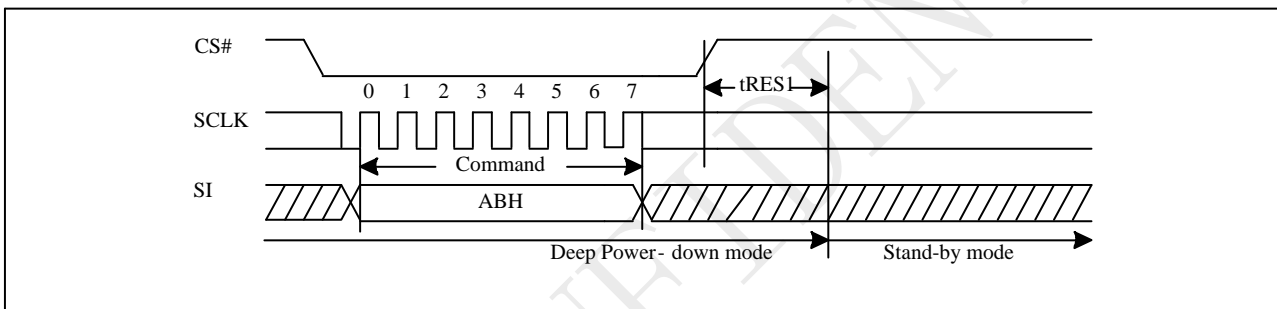 CS#
tRES1
0 1 2 3 4 5 6 7
SCLK
Command
SI
ABH
Deep Power- down mode
Stand-by mode